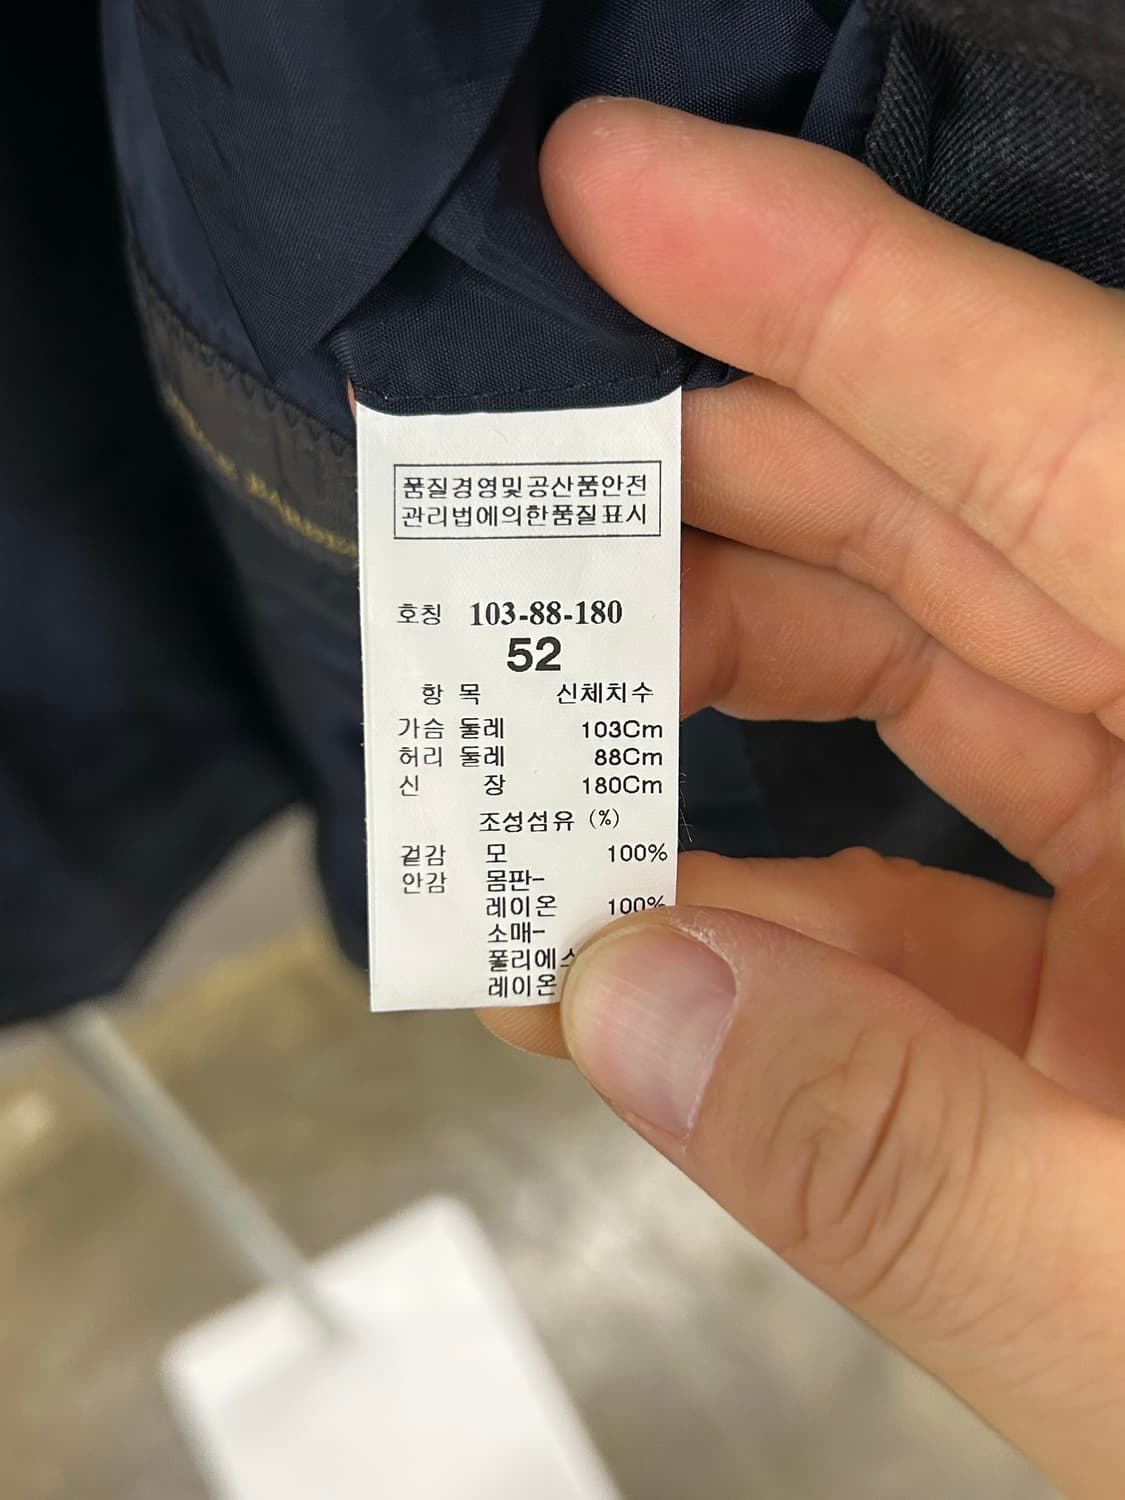 품질경영및공산품안전
관리법에의한품질표시
호칭 103-88-180
52
항 목 신체치수
가슴 둘레 103Cm
허리 둘레 88Cm
신 장 180Cm
조성섬유 (%)
겉감 모 100%
안감 몸판-
레이온 100%
소매-
레이온